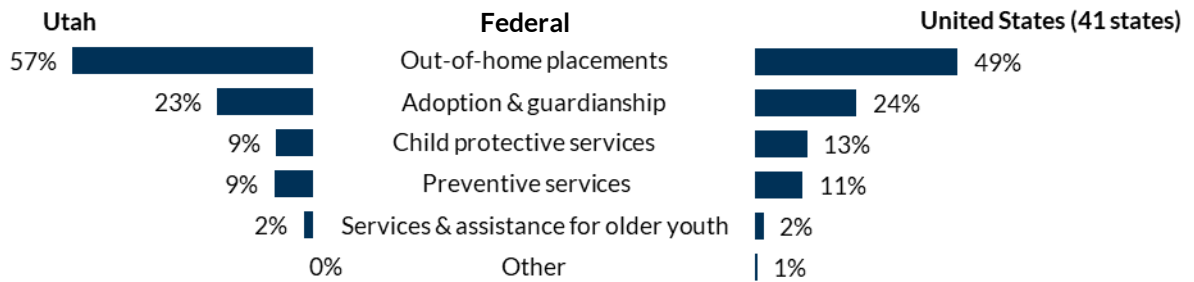 Utah Federal United States (41 states)
57% Out-of-home placements 49%
23% Adoption & guardianship 24%
9% Child protective services 13%
9% Preventive services 11%
2% Services & assistance for older youth 2%
0% Other 1%